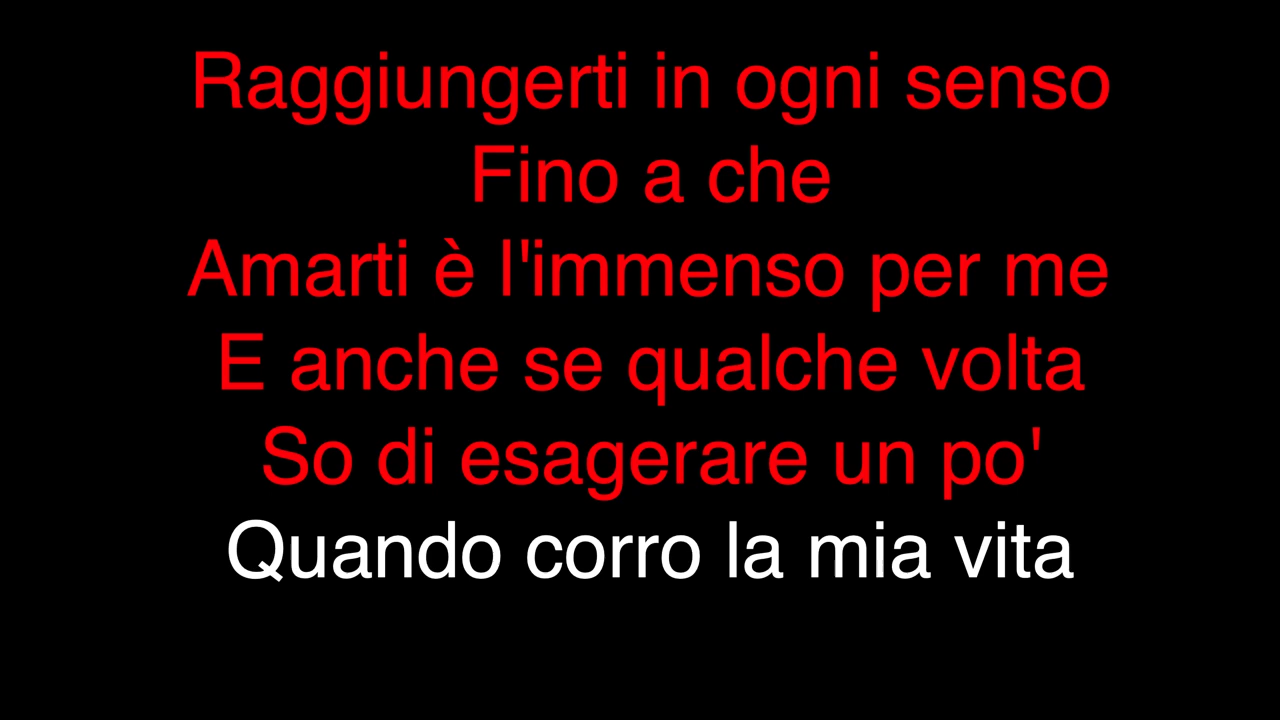 Raggiungerti in ogni senso
Fino a che
Amarti è l'immenso per me
E anche se qualche volta
So di esagerare un po'
Quando corro la mia vita